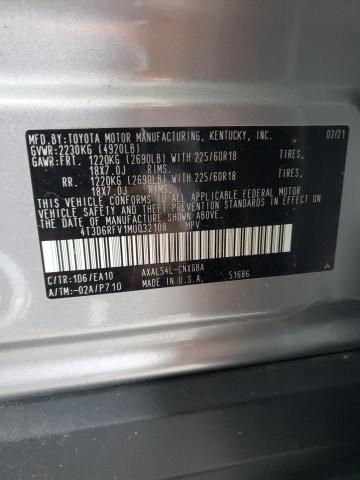 MFD.BY:TOYOTA MOTOR MANUFACTURING, KENTUCKY, INC. 02/21
GVWR:2230KG (4920LB)
GAWR:FRT. 1220KG (2690LB) WITH 225/60R18 TIRES,
18X7.0J RIMS,
RR. 1220KG (2690LB) WITH 225/60R18 TIRES,
18X7.0J RIMS,
THIS VEHICLE CONFORMS TO ALL APPLICABLE FEDERAL MOTOR
VEHICLE SAFETY AND THEFT PREVENTION STANDARDS IN EFFECT
ON THE DATE OF MANUFACTURE SHOWN ABOVE.
4T3D6RFV1MU032108 MPV
C/TR:1D6/EA10 AXAL54L-CNXGBA A
A/TM:-02A/P710 MADE IN U.S.A. 51686